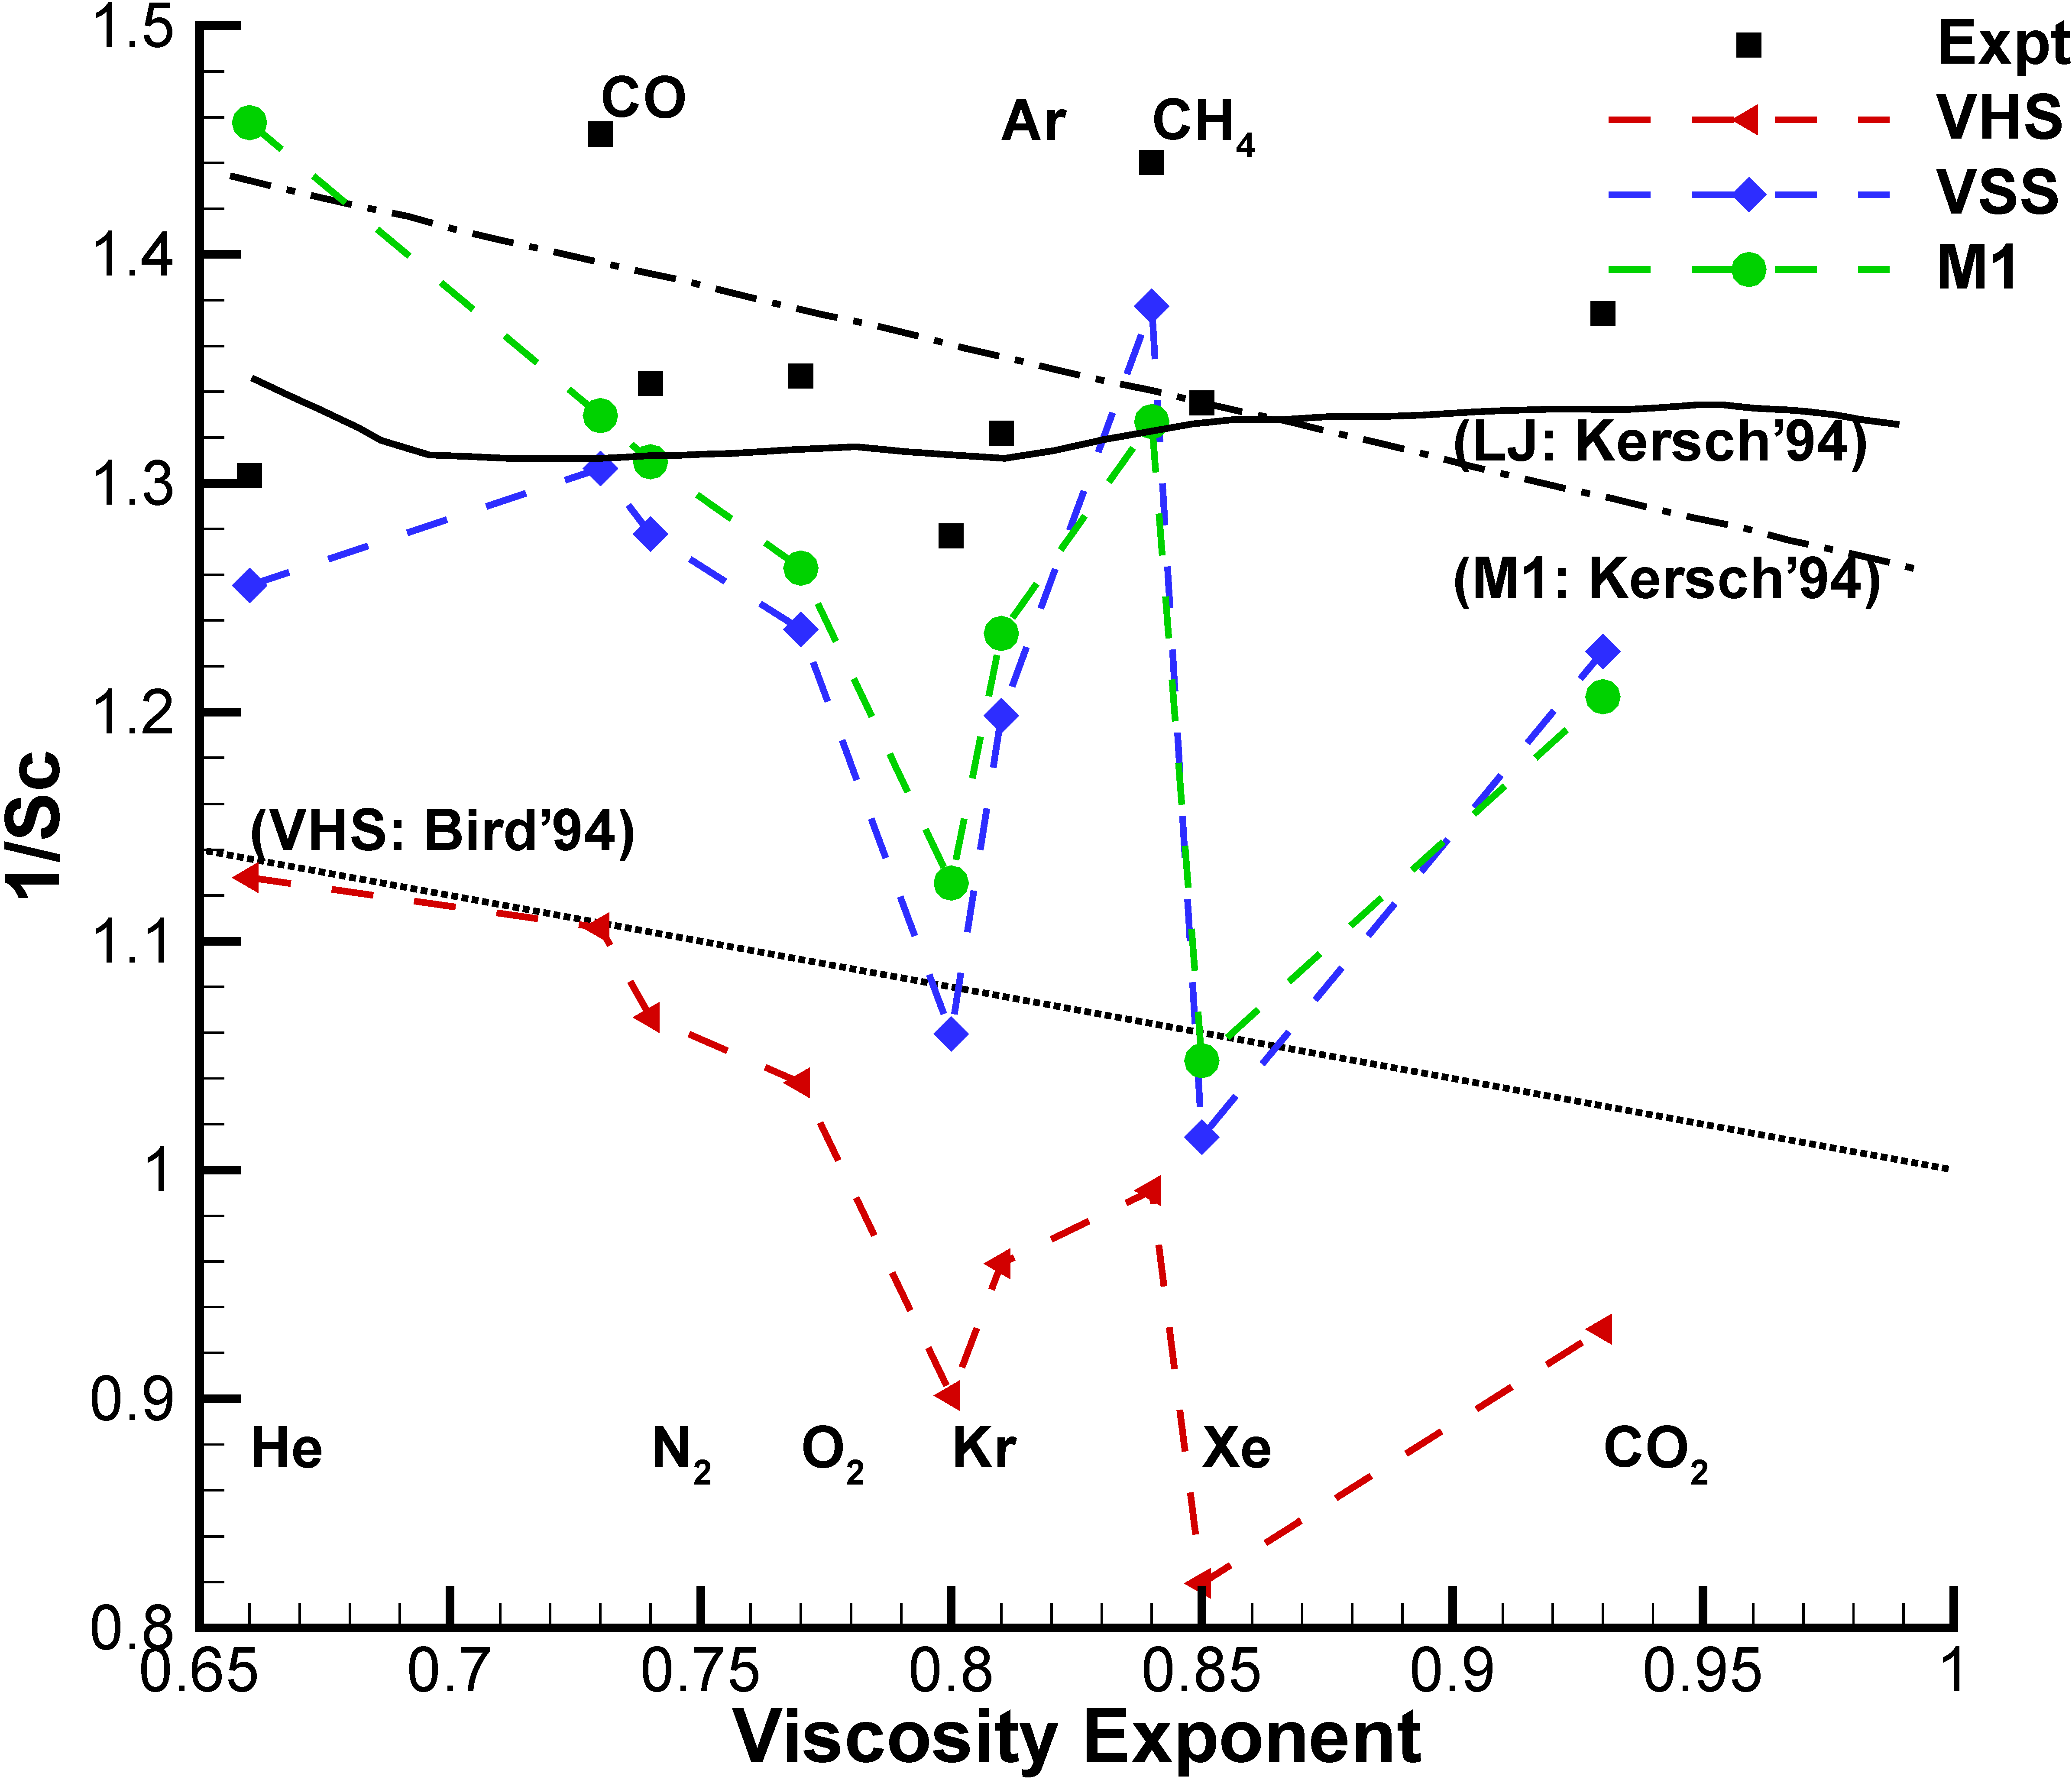 1.5
1.4
1.3
1.2
1.1
1
0.9
0.8
1/Sc
Expt
VHS
VSS
M1
CO
Ar
CH4
(LJ: Kersch’94)
(M1: Kersch’94)
(VHS: Bird’94)
He
N2
O2
Kr
Xe
CO2
0.65
0.7
0.75
0.8
0.85
0.9
0.95
1
Viscosity Exponent